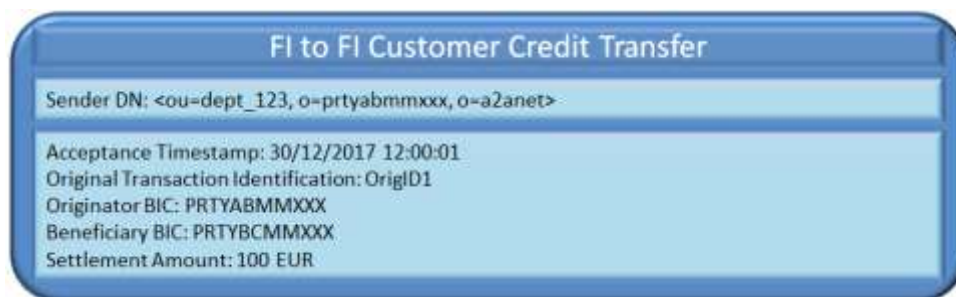 FI to FI Customer Credit Transfer
Sender DN: <ou=dept_123, o=prtyabmmxxx, o=a2anet>
Acceptance Timestamp: 30/12/2017 12:00:01
Original Transaction Identification: OrigID1
Originator BIC: PRTYABMMXXX
Beneficiary BIC: PRTYBCMMXXX
Settlement Amount: 100 EUR